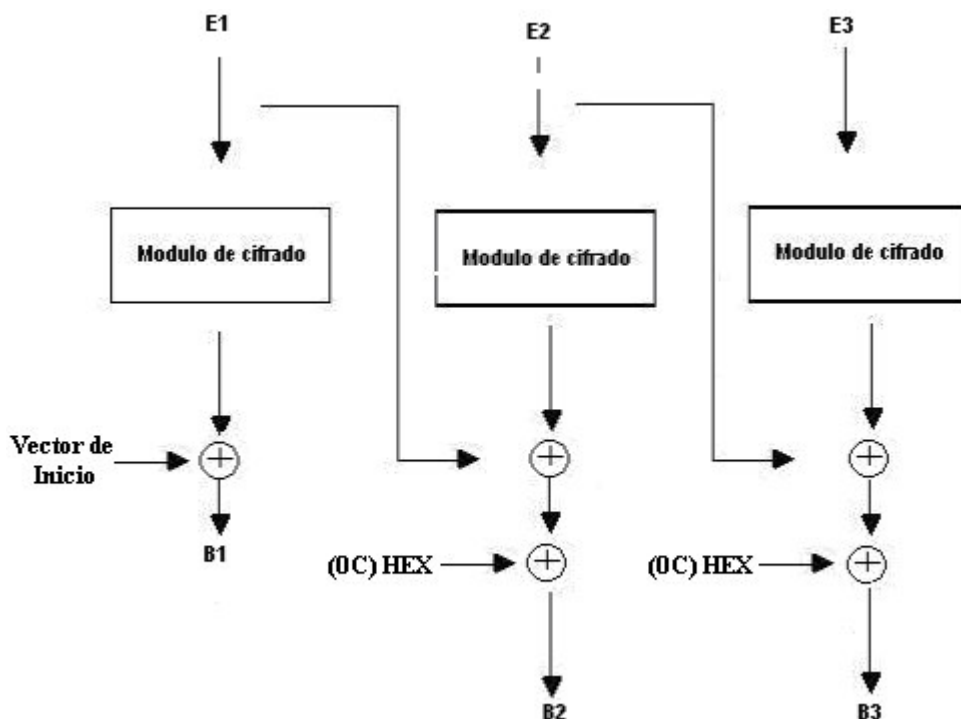 E1
E2
E3
Modulo de cifrado
Modulo de cifrado
Modulo de cifrado
Vector de
Inicio
B1
(0C) HEX
(0C) HEX
B2
B3